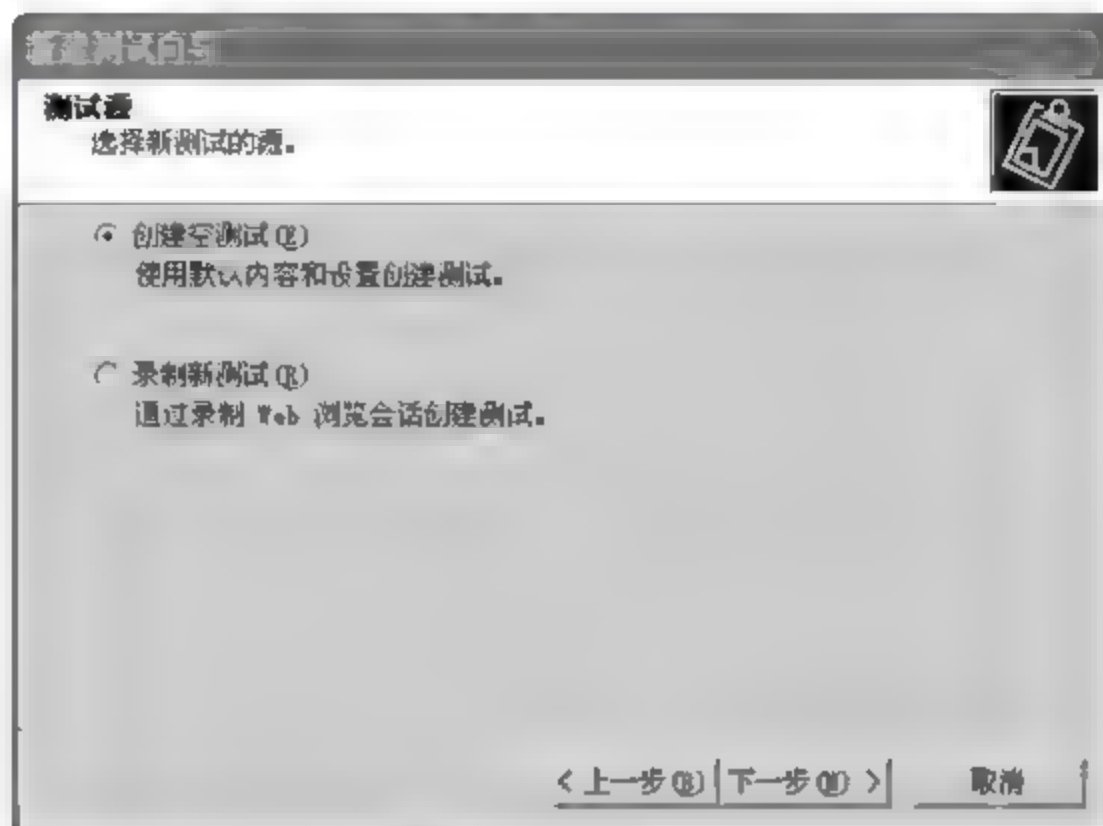 新建测试向导
测试源
选择新测试的源。
创建空测试(E)
使用默认内容和设置创建测试。
录制新测试(R)
通过录制 Web 浏览会话创建测试。
< 上一步(B) 下一步(N) > 取消